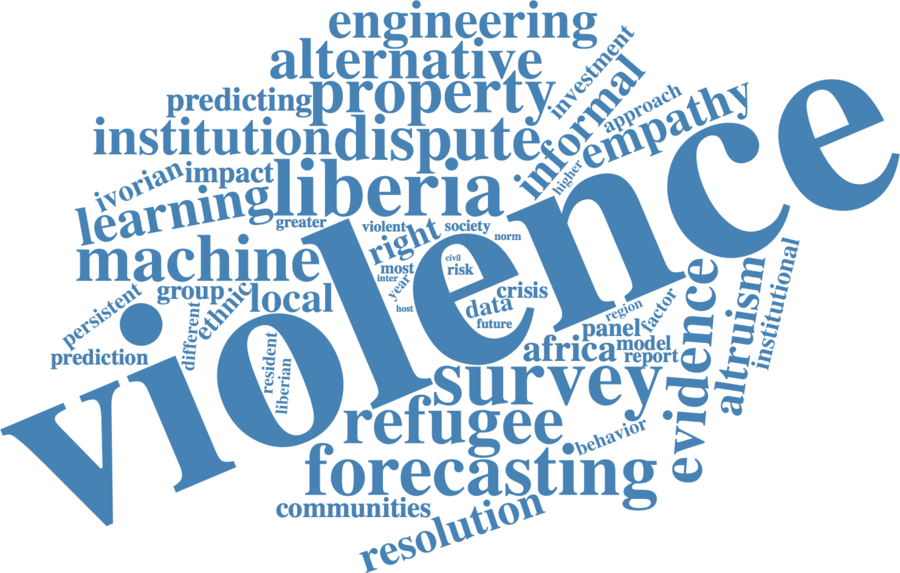 engineering
alternative
investment
predicting
property
informal
approach
empathy
institution
dispute
higher
ivorian
impact
learning
liberia
greater
violent
society
norm
right
machine
most
inter
year
host
civil
risk
crisis
data
future
violence
persistent
group
ethnic
local
different
prediction
resident
liberian
region
factor
panel
africa
model
report
evidence
altruism
institutional
survey
refugee
behavior
forecasting
communities
resolution